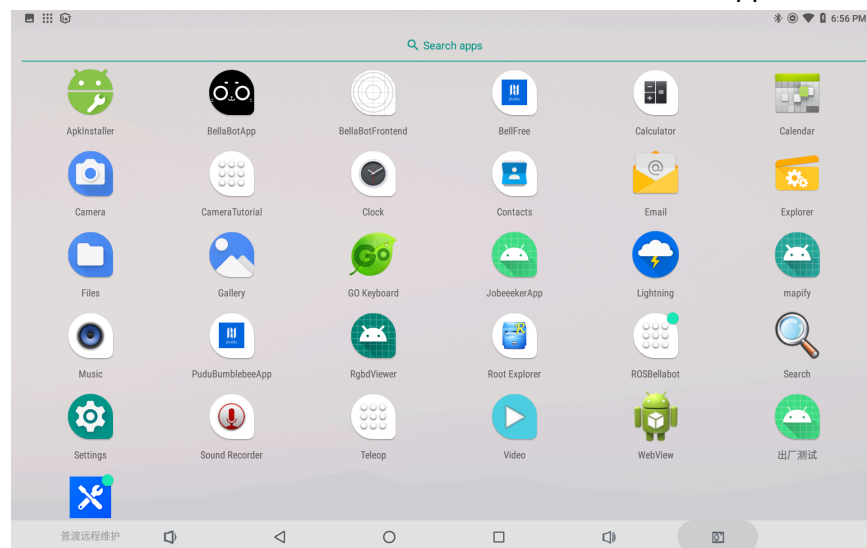 6:56 PM
Search apps
ApkInstaller
BellaBotApp
BellaBotFrontend
BellFree
Calculator
Calendar
Camera
CameraTutorial
Clock
Contacts
Email
Explorer
Files
Gallery
GO Keyboard
JobeeekerApp
Lightning
mapify
Music
PuduBumblebeeApp
RgbdViewer
Root Explorer
ROSBellabot
Search
Settings
Sound Recorder
Teleop
Video
WebView
出厂测试
普渡远程维护